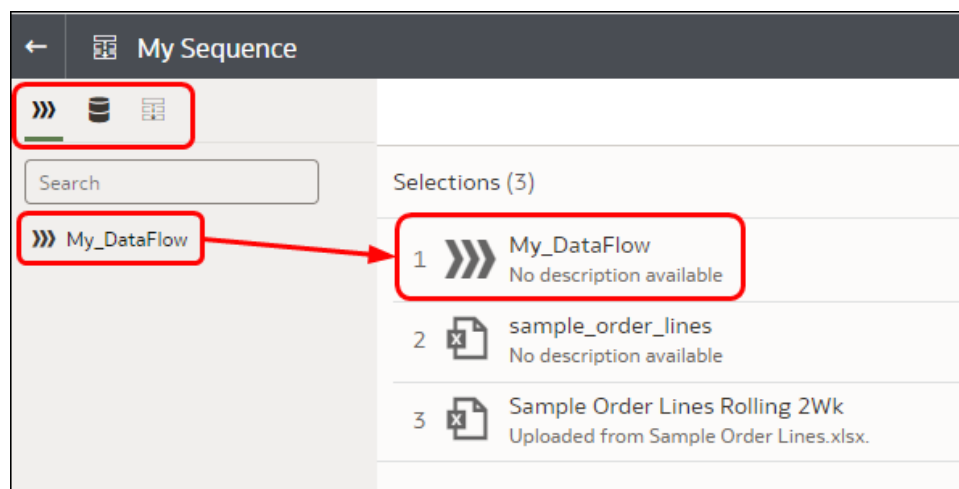 My Sequence
Search
My_DataFlow
Selections (3)
1 My_DataFlow
No description available
2 sample_order_lines
No description available
3 Sample Order Lines Rolling 2Wk
Uploaded from Sample Order Lines.xlsx.